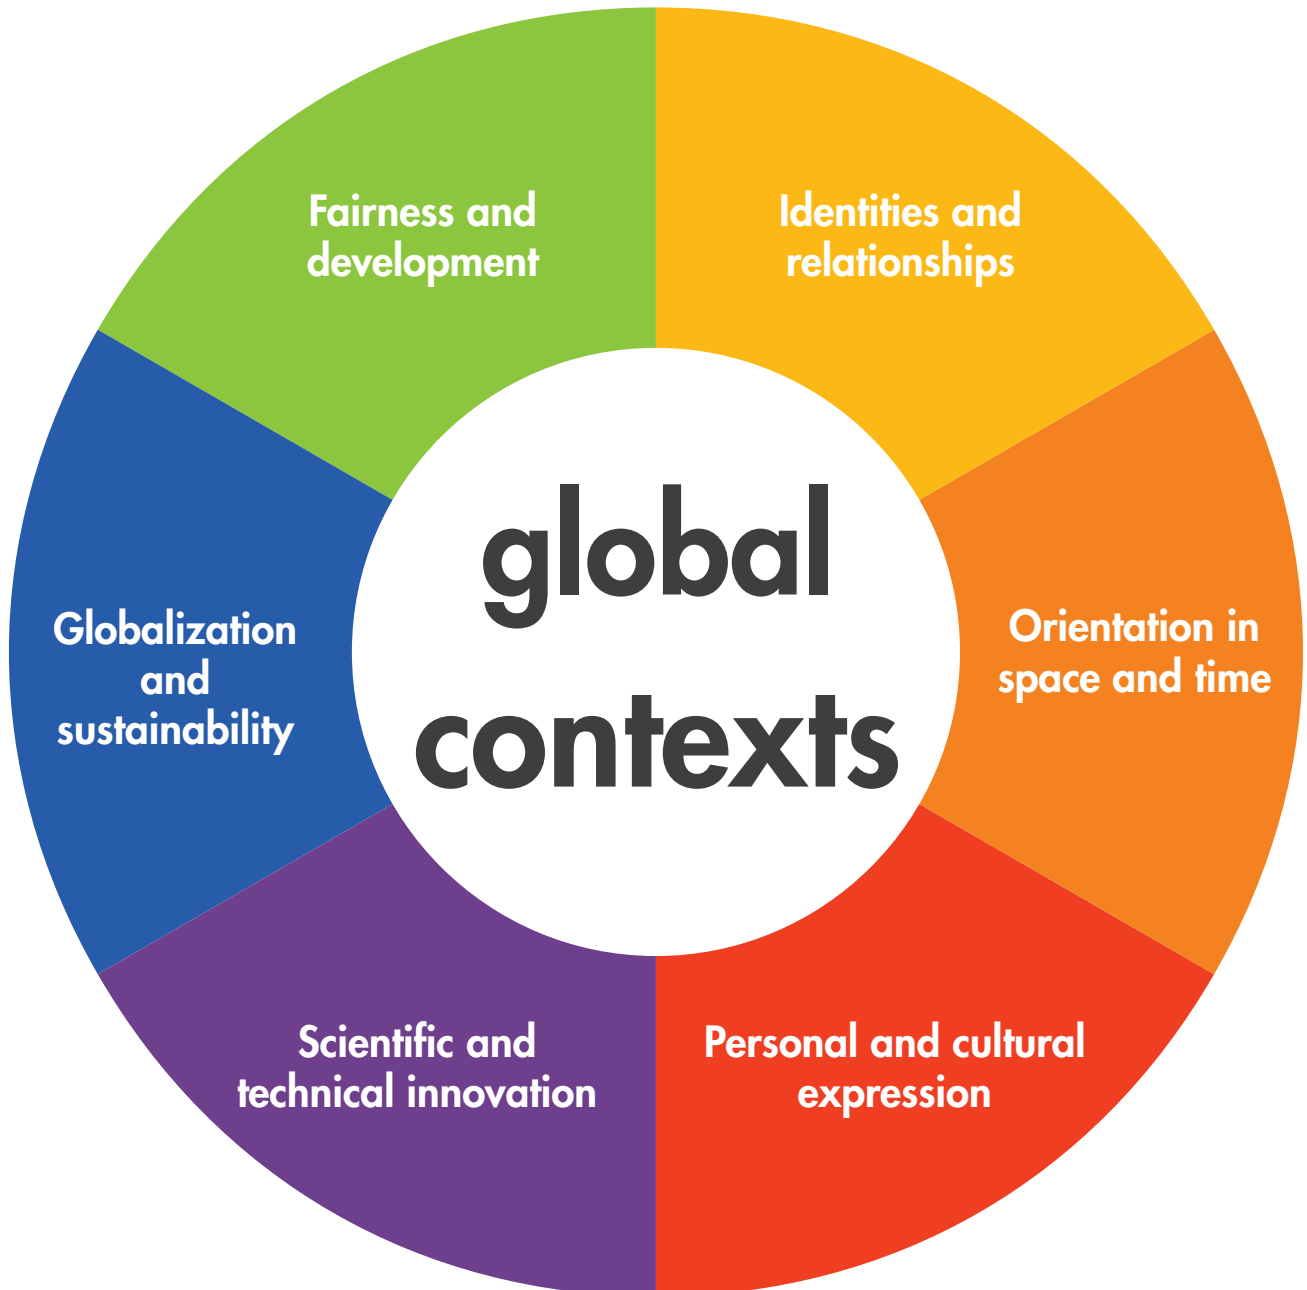 Fairness and
development
Identities and
relationships
global
contexts
Globalization
and
sustainability
Orientation in
space and time
Scientific and
technical innovation
Personal and cultural
expression